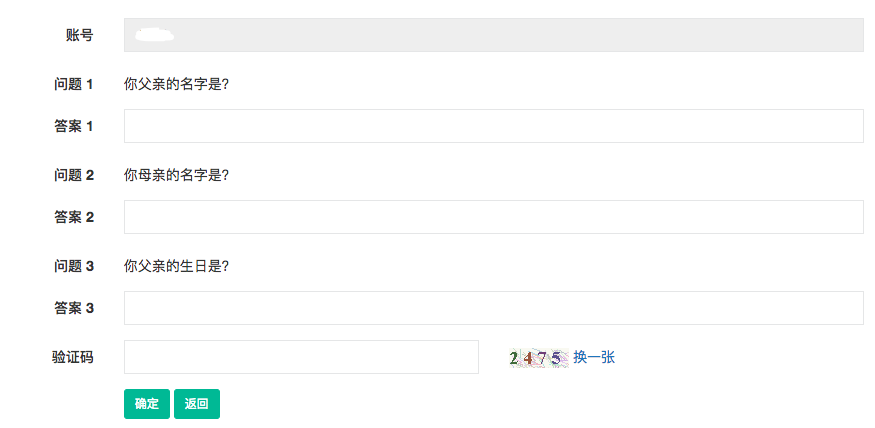 账号
问题 1 你父亲的名字是?
答案 1
问题 2 你母亲的名字是?
答案 2
问题 3 你父亲的生日是?
答案 3
验证码 2475 换一张
确定 返回